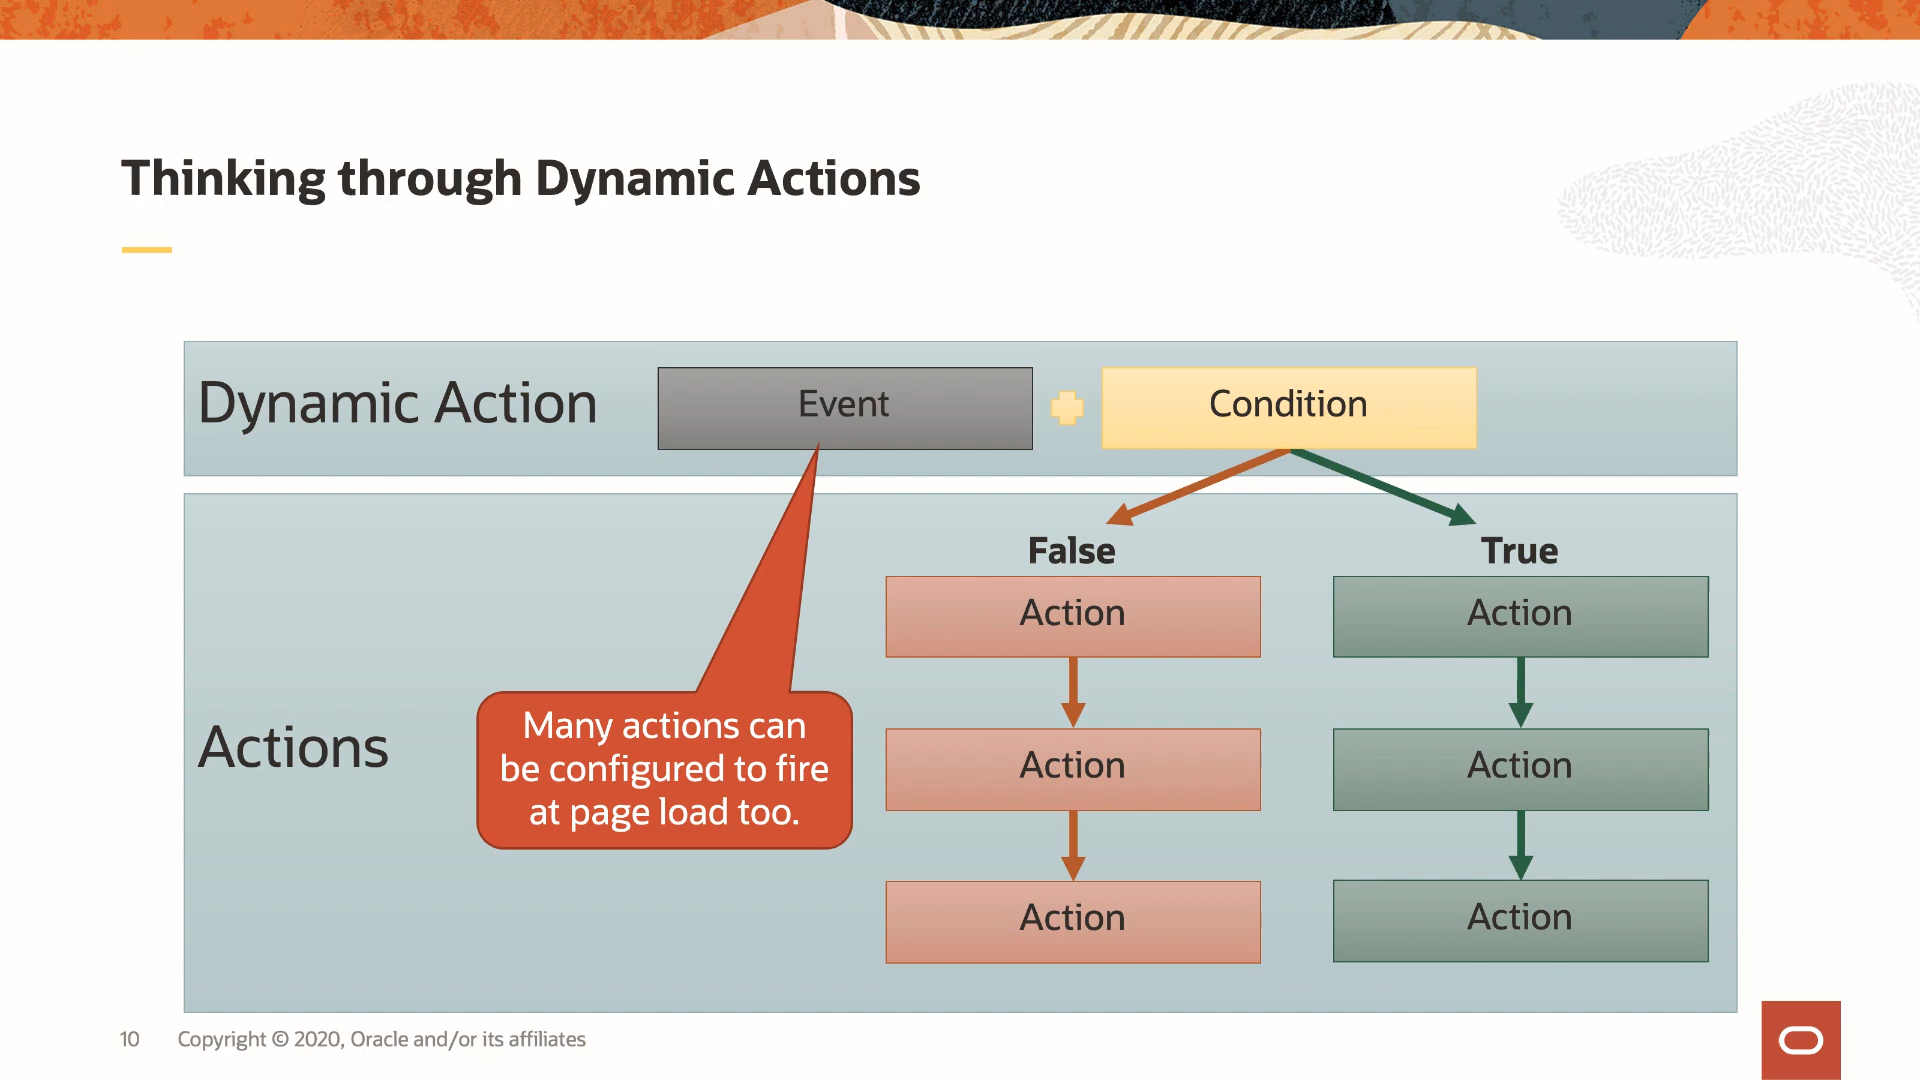 Thinking through Dynamic Actions
Dynamic Action
Event
Condition
False
True
Action
Action
Actions
Many actions can
be configured to fire
at page load too.
Action
Action
Action
Action
10
Copyright © 2020, Oracle and/or its affiliates